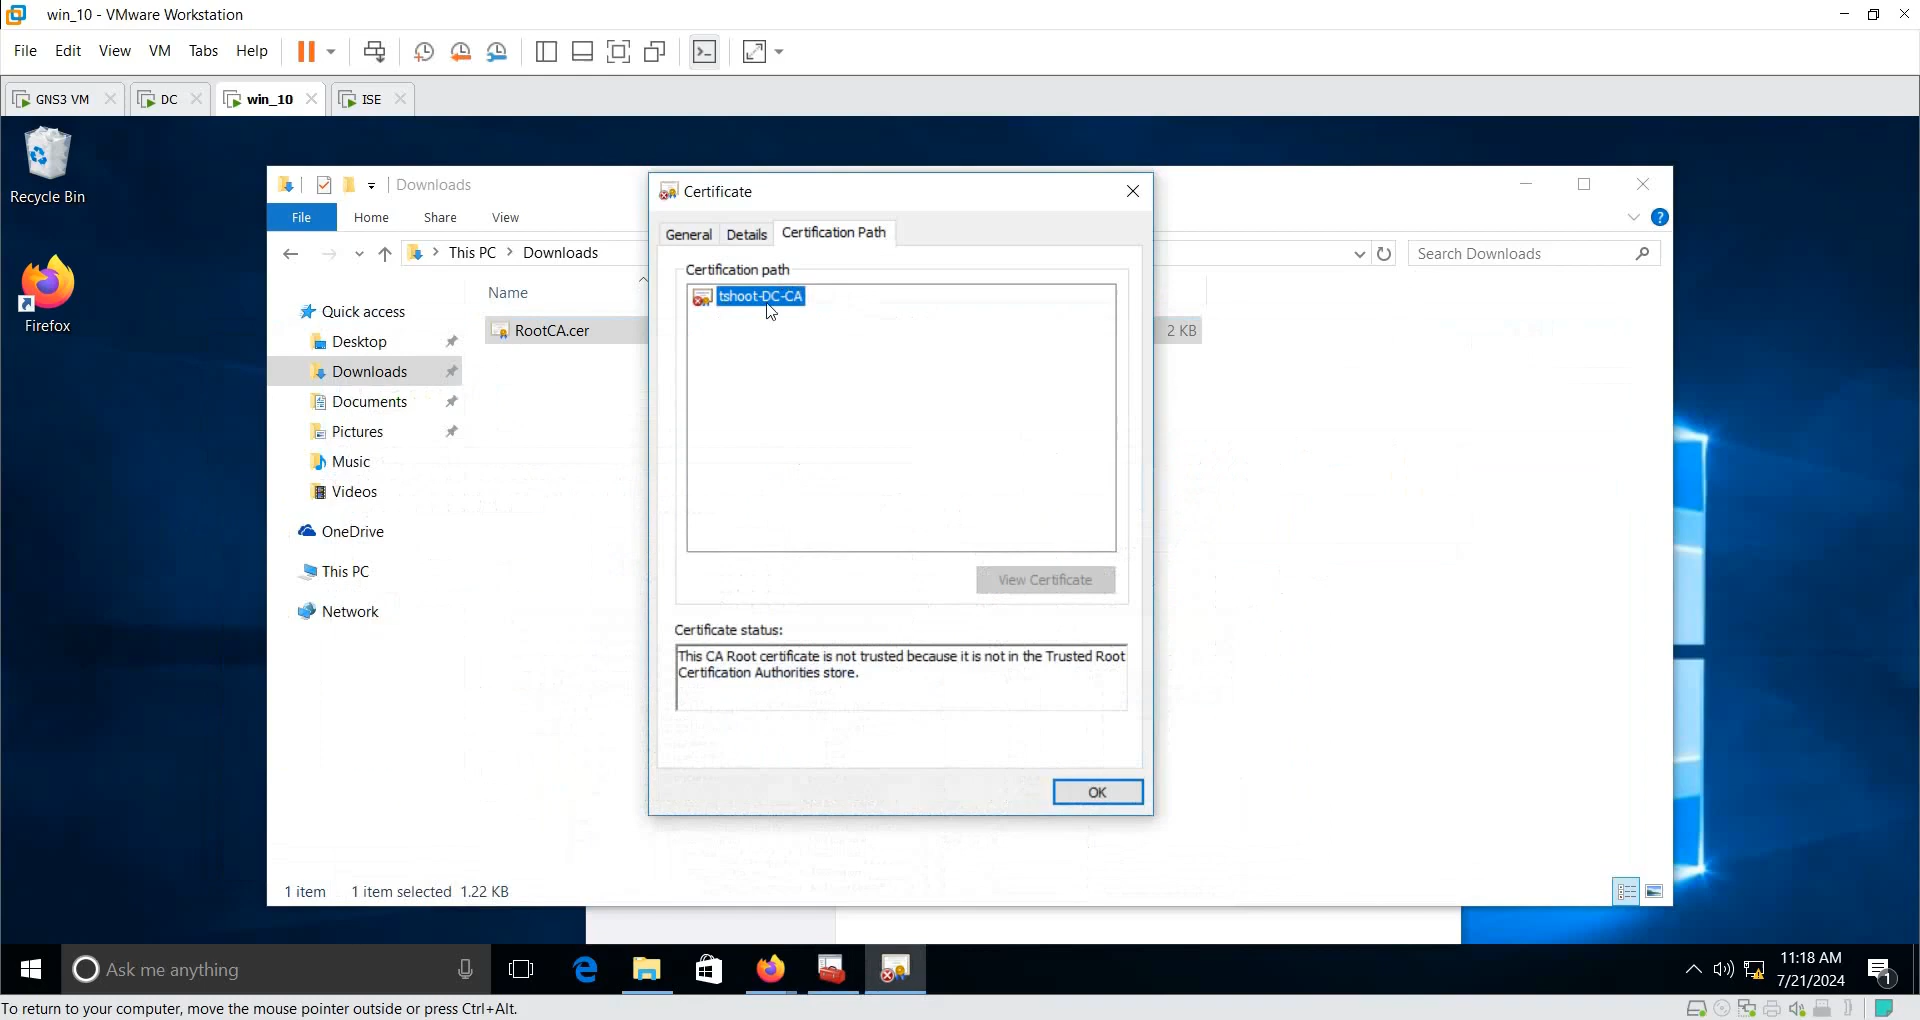 win_10 - VMware Workstation
File Edit View VM Tabs Help
GNS3 VM DC win_10 ISE
Recycle Bin
Firefox
Downloads
File Home Share View
This PC Downloads
Search Downloads
Name
RootCA.cer
2 KB
Quick access
Desktop
Downloads
Documents
Pictures
Music
Videos
OneDrive
This PC
Network
Certificate
General Details Certification Path
Certification path
tshoot-DC-CA
View Certificate
Certificate status:
This CA Root certificate is not trusted because it is not in the Trusted Root
Certification Authorities store.
OK
1 item 1 item selected 1.22 KB
Ask me anything
11:18 AM
7/21/2024
1
To return to your computer, move the mouse pointer outside or press Ctrl+Alt.